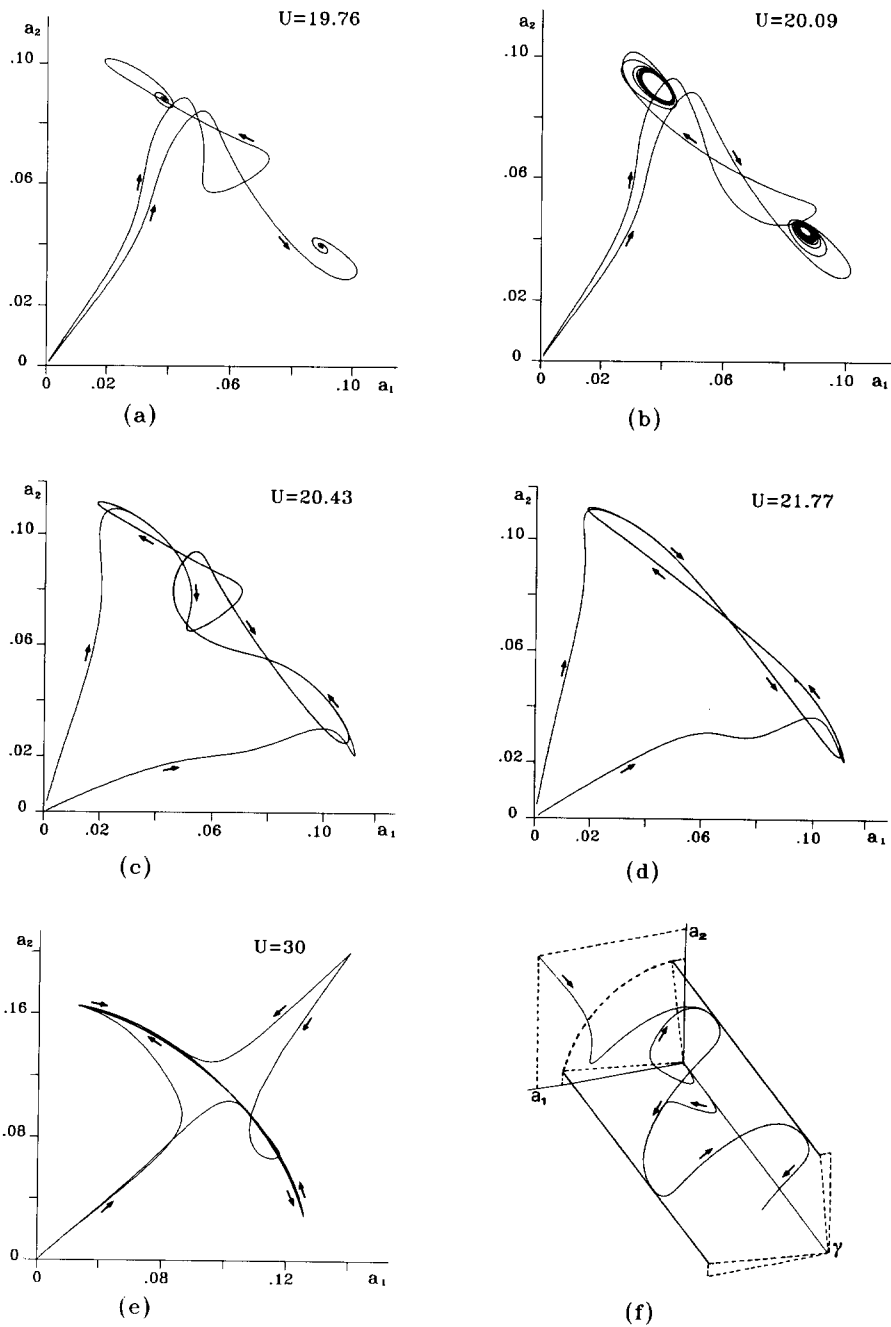 U=19.76
a₂
.10
.06
.02
0
0 .02 .06 .10 a₁
(a)
U=20.09
a₂
.10
.06
.02
0
0 .02 .06 .10 a₁
(b)
U=20.43
a₂
.10
.06
.02
0
0 .02 .06 .10 a₁
(c)
U=21.77
a₂
.10
.06
.02
0
0 .02 .06 .10 a₁
(d)
U=30
a₂
.16
.08
0
0 .08 .12 a₁
(e)
a₂
a₁
γ
(f)